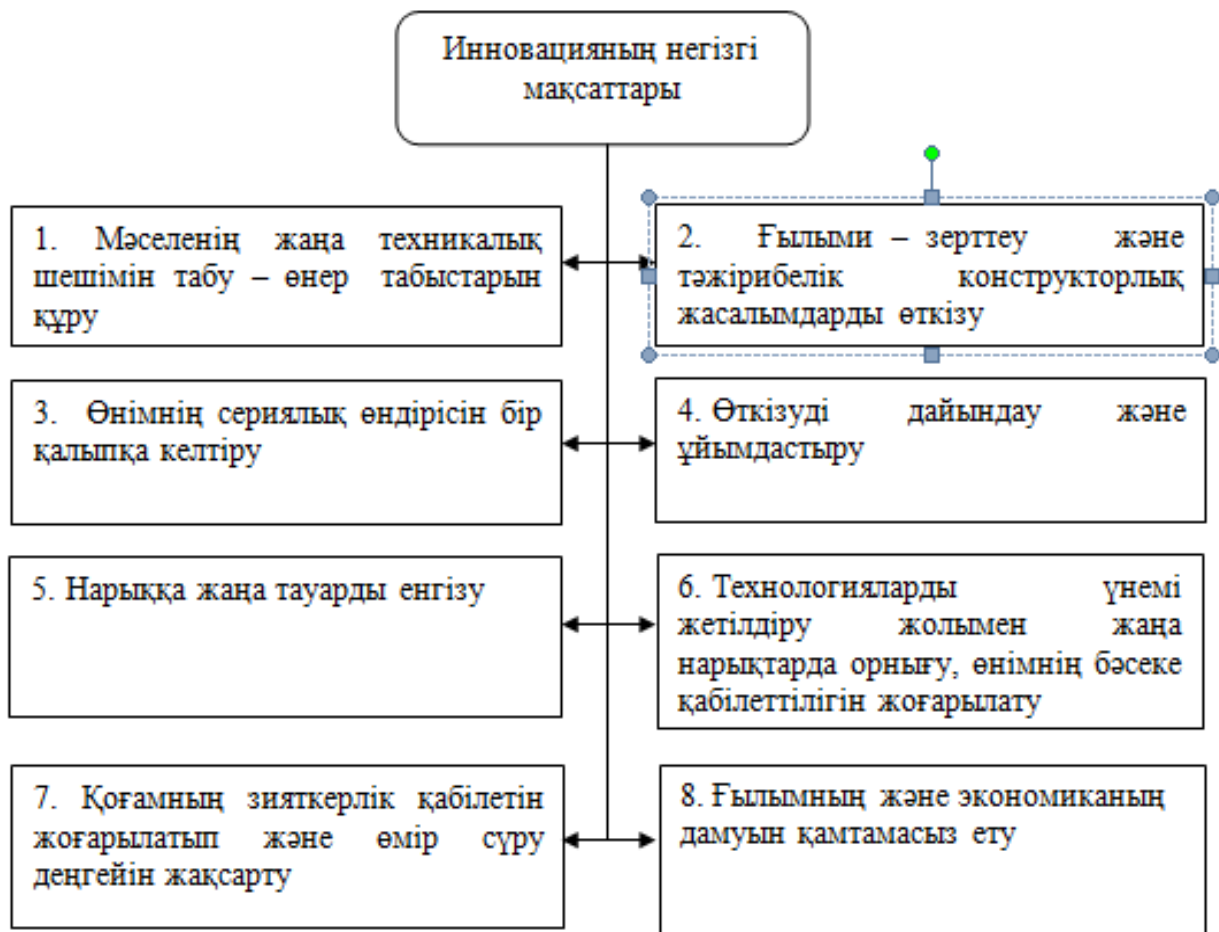 Инновацияның негізгі
мақсаттары
1. Мәселенің жаңа техникалық
шешімін табу – өнер табыстарын
құру
2. Ғылыми – зерттеу және
тәжірибелік конструкторлық
жасалымдарды өткізу
3. Өнімнің сериялық өндірісін бір
қалыпқа келтіру
4. Өткізуді дайындау және
ұйымдастыру
5. Нарыққа жаңа тауарды енгізу
6. Технологияларды үнемі
жетілдіру жолымен жаңа
нарықтарда орнығу, өнімнің бәсеке
қабілеттілігін жоғарылату
7. Қоғамның зияткерлік қабілетін
жоғарылатып және өмір сүру
деңгейін жақсарту
8. Ғылымның және экономиканың
дамуын қамтамасыз ету